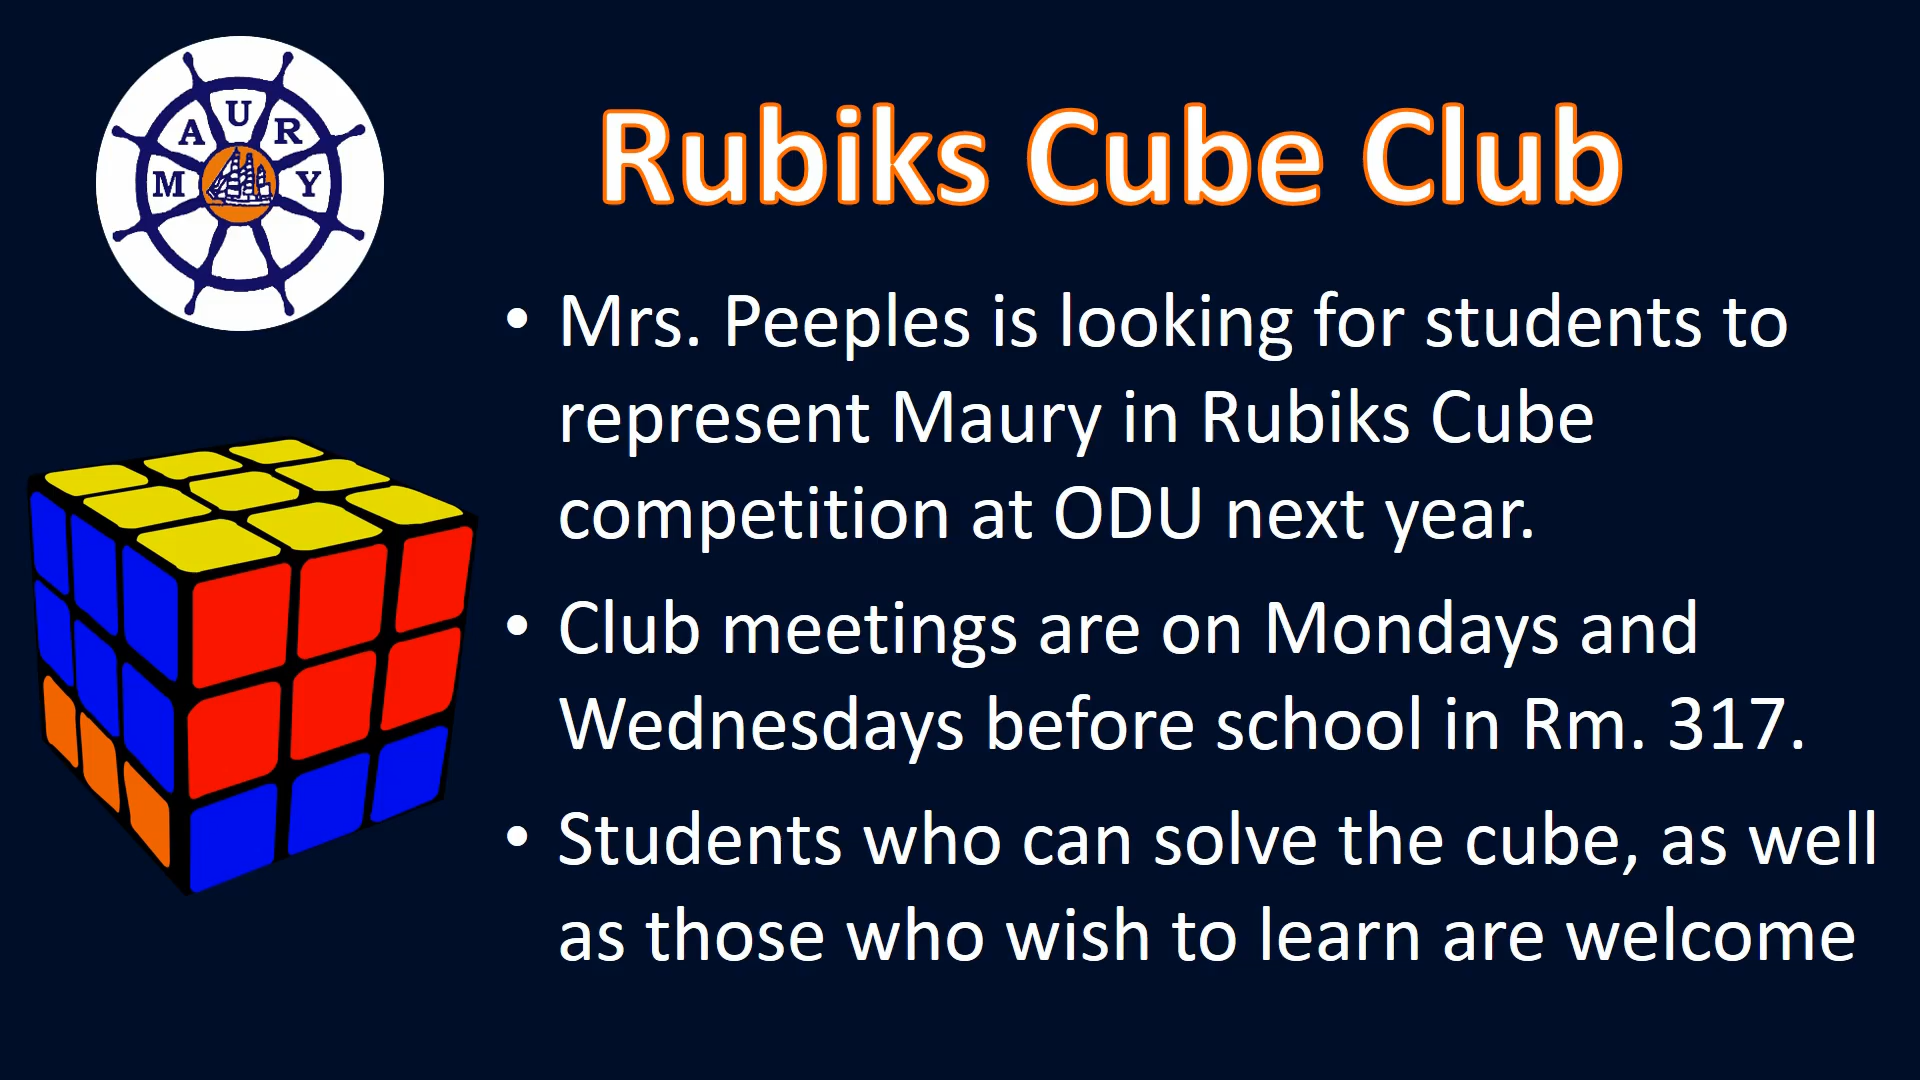 MAURY
Rubiks Cube Club
• Mrs. Peeples is looking for students to
represent Maury in Rubiks Cube
competition at ODU next year.
• Club meetings are on Mondays and
Wednesdays before school in Rm. 317.
• Students who can solve the cube, as well
as those who wish to learn are welcome